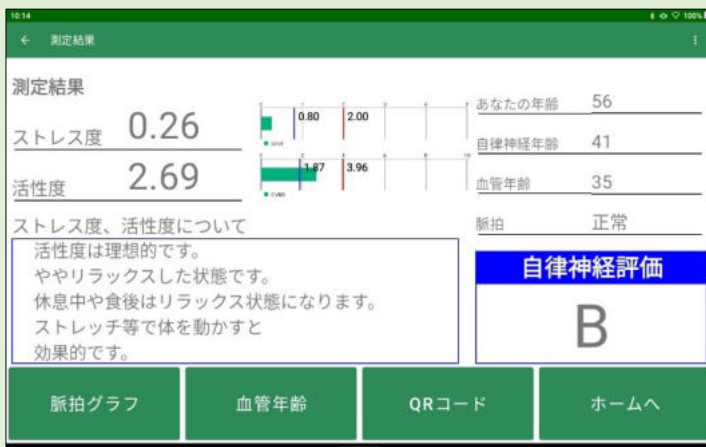 10:14
100%
測定結果
測定結果
ストレス度 0.26
0.80 2.00
活性度 2.69
1.87 3.96
あなたの年齢 56
自律神経年齢 41
血管年齢 35
脈拍 正常
ストレス度、活性度について
活性度は理想的です。
ややリラックスした状態です。
休息中や食後はリラックス状態になります。
ストレッチ等で体を動かすと
効果的です。
自律神経評価
B
脈拍グラフ 血管年齢 QRコード ホームへ